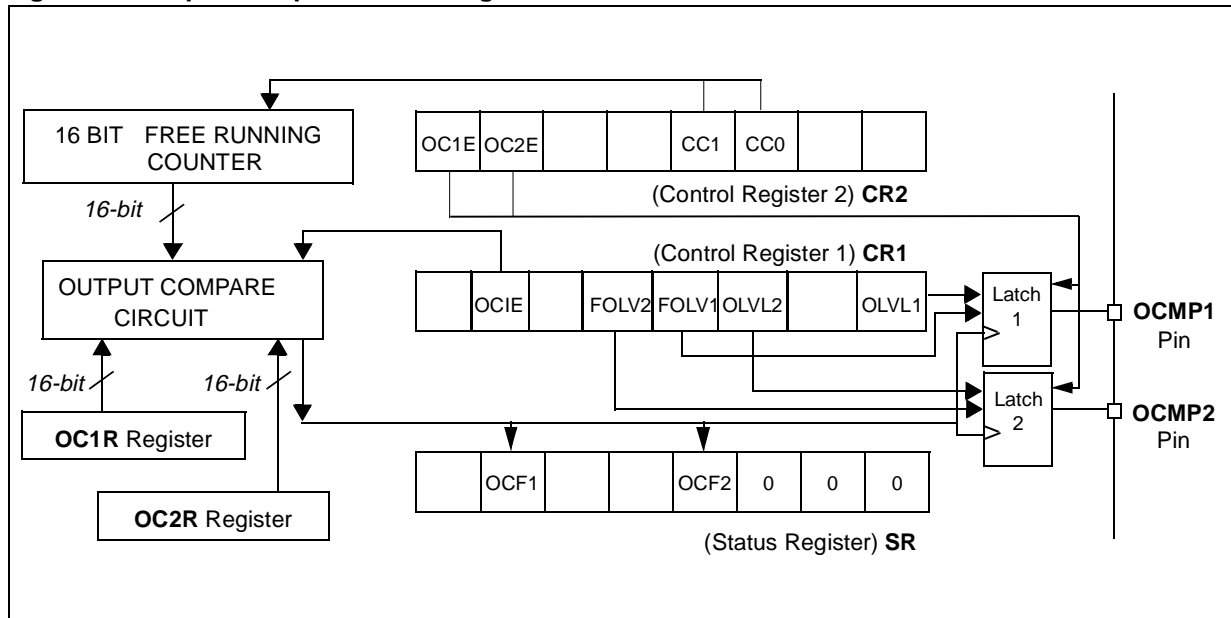 16 BIT FREE RUNNING
COUNTER
16-bit
OC1E OC2E CC1 CC0
(Control Register 2) CR2
(Control Register 1) CR1
OUTPUT COMPARE
CIRCUIT
OCIE FOLV2 FOLV1 OLVL2 OLVL1
Latch
1
OCMP1
Pin
16-bit
16-bit
Latch
2
OCMP2
Pin
OC1R Register
OCF1 OCF2 0 0 0
OC2R Register
(Status Register) SR